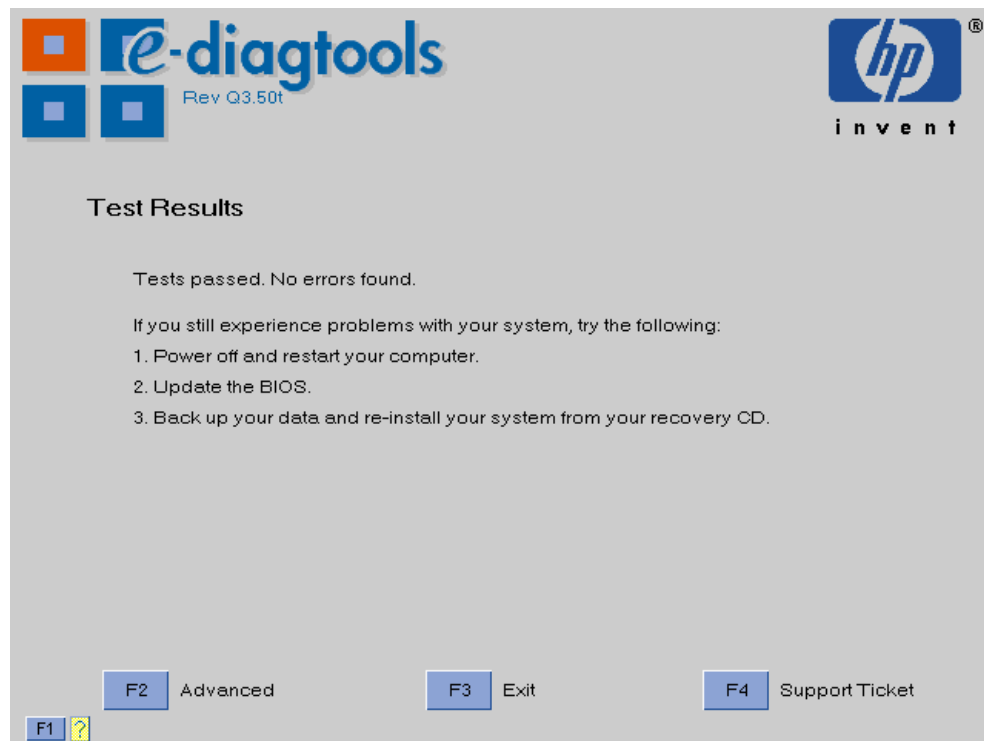 e-diagtools
Rev Q3.50t
hp
®
invent
Test Results
Tests passed. No errors found.
If you still experience problems with your system, try the following:
1. Power off and restart your computer.
2. Update the BIOS.
3. Back up your data and re-install your system from your recovery CD.
F2 Advanced
F3 Exit
F4 Support Ticket
F1 ?